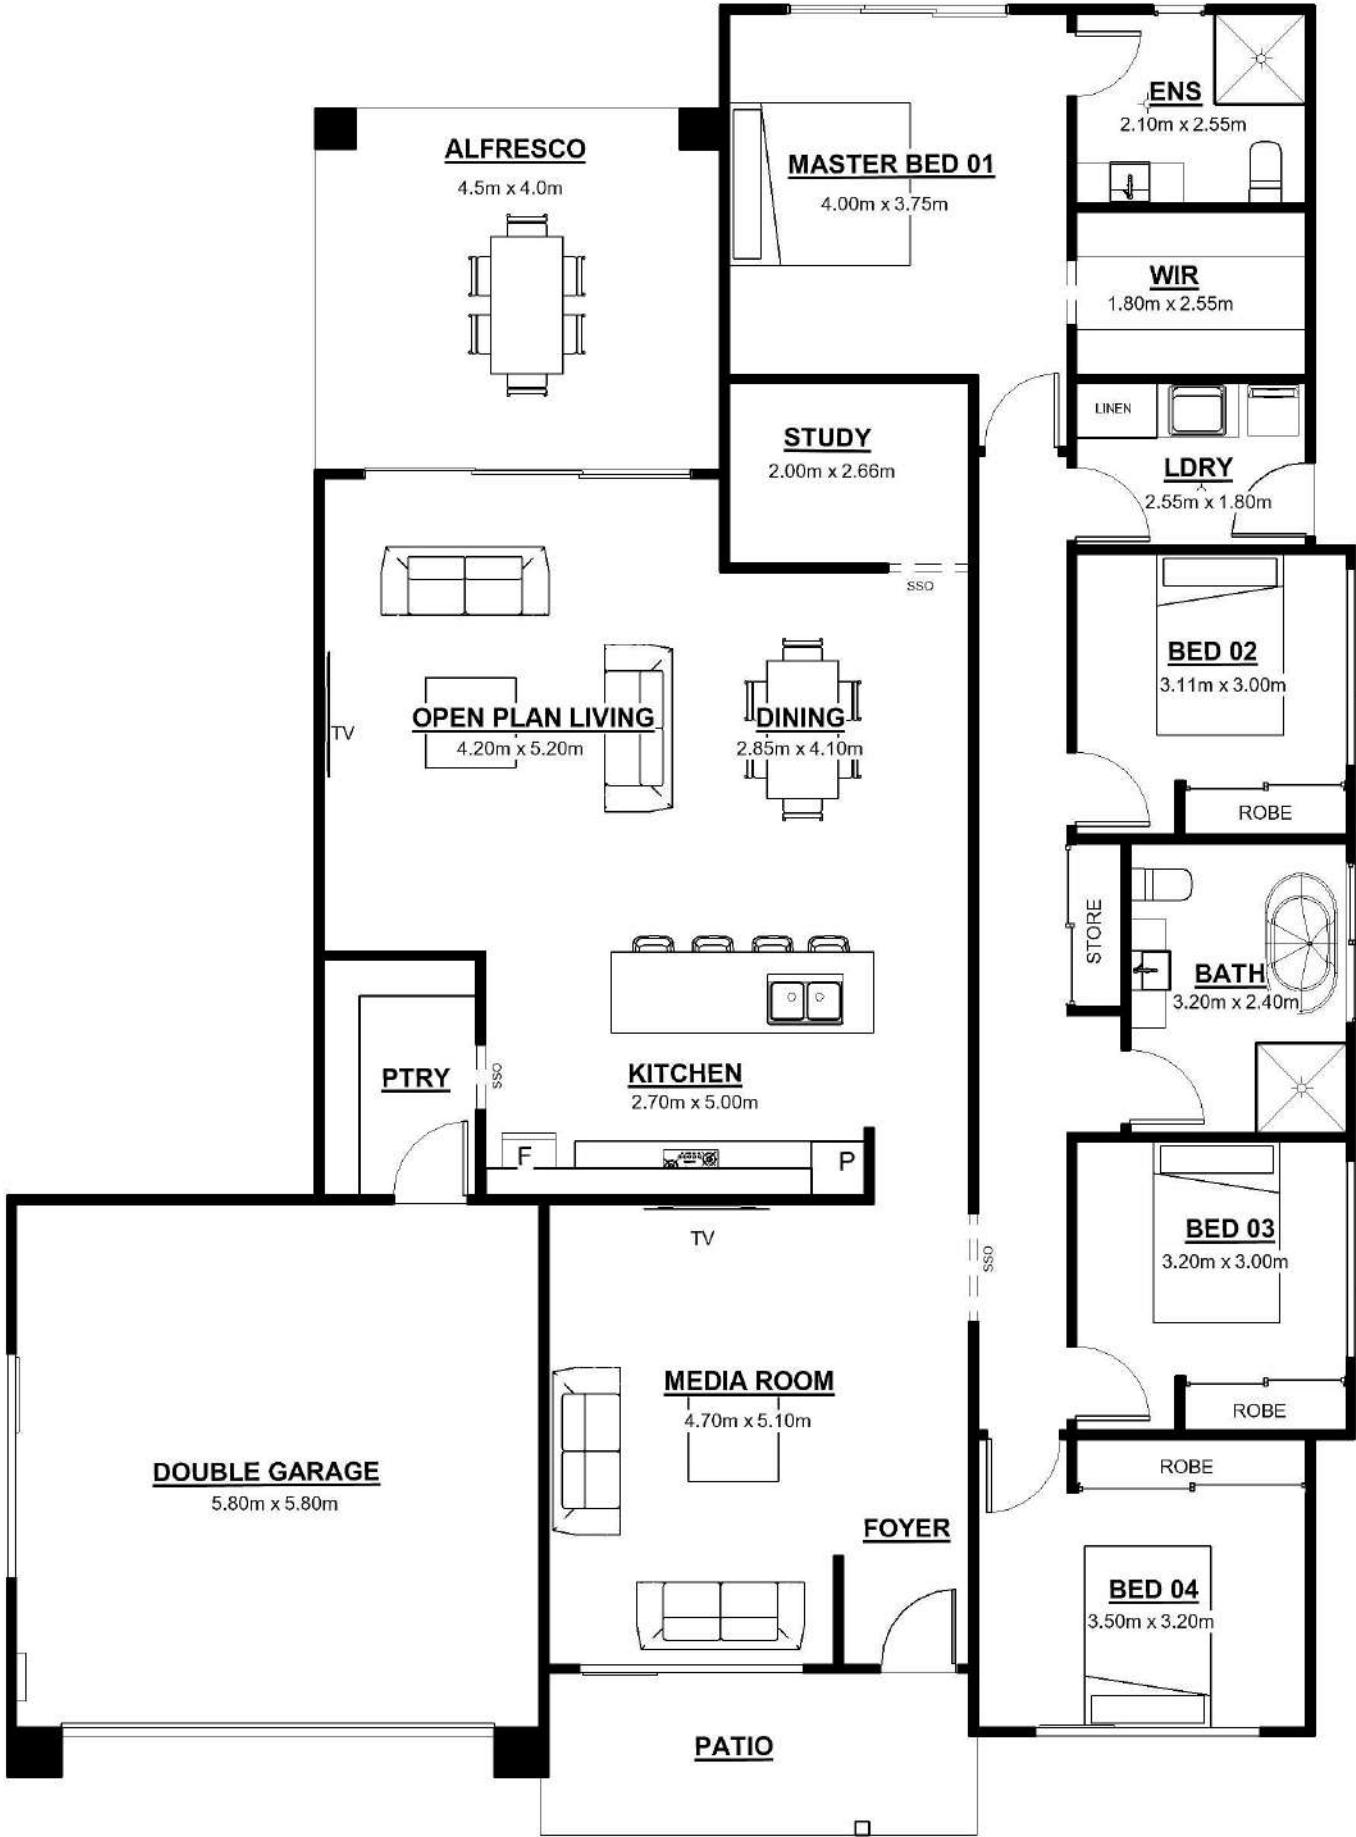 ENS
2.10m x 2.55m
ALFRESCO
4.5m x 4.0m
MASTER BED 01
4.00m x 3.75m
WIR
1.80m x 2.55m
LINEN
STUDY
2.00m x 2.66m
LDRY
2.55m x 1.80m
SSO
BED 02
3.11m x 3.00m
OPEN PLAN LIVING
4.20m x 5.20m
TV
DINING
2.85m x 4.10m
ROBE
STORE
BATH
3.20m x 2.40m
PTRY
SSO
KITCHEN
2.70m x 5.00m
F
P
TV
SSO
BED 03
3.20m x 3.00m
MEDIA ROOM
4.70m x 5.10m
ROBE
DOUBLE GARAGE
5.80m x 5.80m
ROBE
FOYER
BED 04
3.50m x 3.20m
PATIO